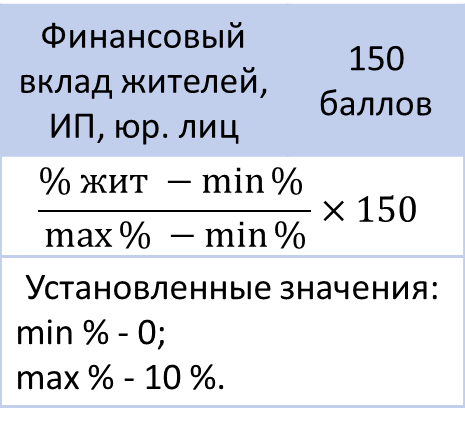 Финансовый
вклад жителей,
ИП, юр. лиц
150
баллов
% жит − min %
max % − min %
× 150
Установленные значения:
min % - 0;
max % - 10 %.